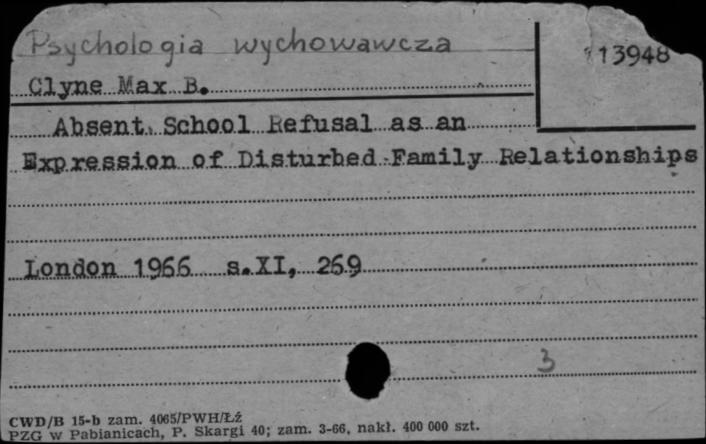 Psychologia wychowawcza
13948
Clyne Max B.
Absent. School Refusal as an
Expression of Disturbed Family Relationships
London 1966 s.XI, 269
3
CWD/B 15-b zam. 4065/PWH/Łź
PZG w Pabianicach, P. Skargi 40; zam. 3-66, nakł. 400 000 szt.